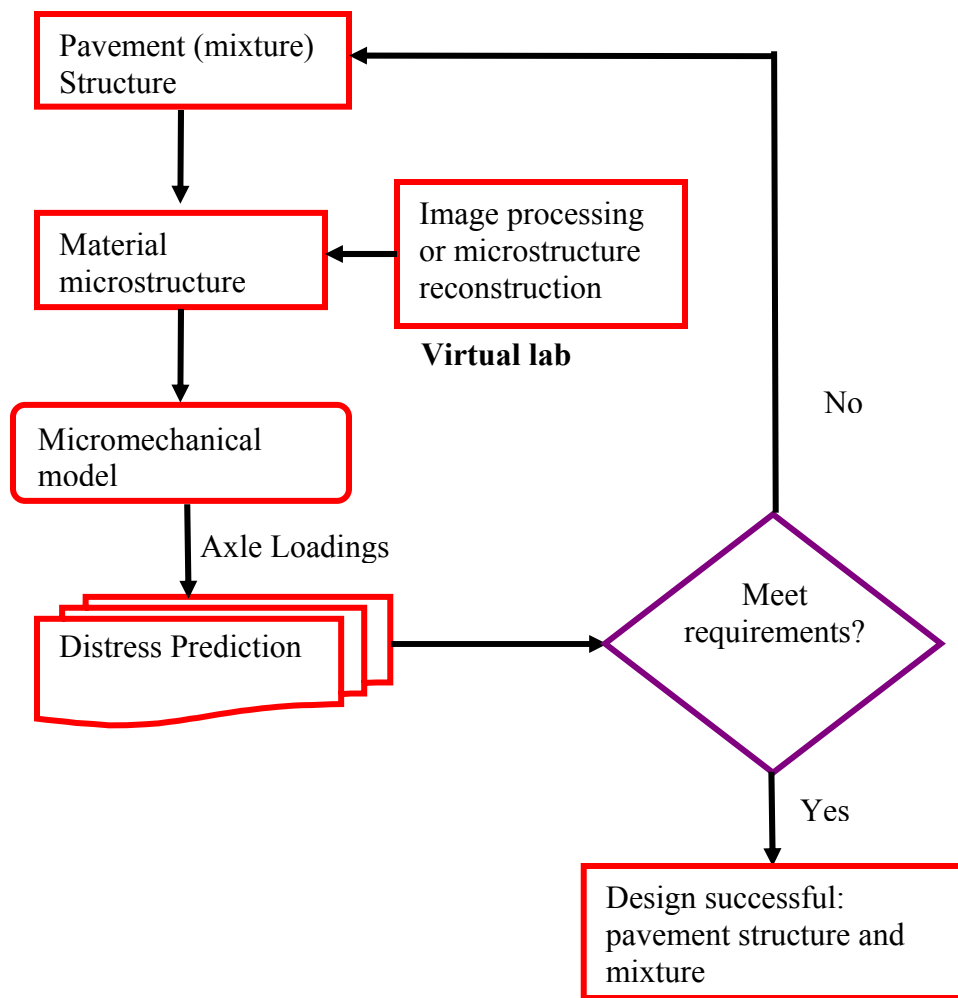 Pavement (mixture)
Structure
Material
microstructure
Image processing
or microstructure
reconstruction
Virtual lab
No
Micromechanical
model
Axle Loadings
Distress Prediction
Meet
requirements?
Yes
Design successful:
pavement structure and
mixture